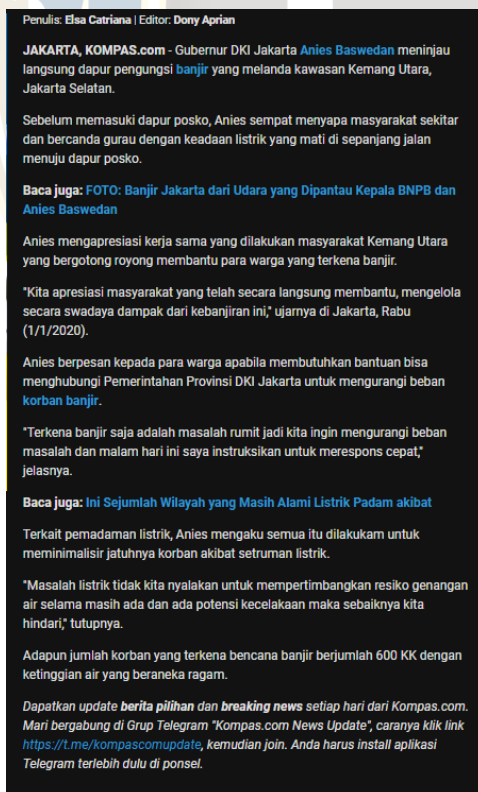 Penulis: Elsa Catriana | Editor: Dony Aprian
JAKARTA, KOMPAS.com - Gubernur DKI Jakarta Anies Baswedan meninjau
langsung dapur pengungsi banjir yang melanda kawasan Kemang Utara,
Jakarta Selatan.
Sebelum memasuki dapur posko, Anies sempat menyapa masyarakat sekitar
dan bercanda gurau dengan keadaan listrik yang mati di sepanjang jalan
menuju dapur posko.
Baca juga: FOTO: Banjir Jakarta dari Udara yang Dipantau Kepala BNPB dan
Anies Baswedan
Anies mengapresiasi kerja sama yang dilakukan masyarakat Kemang Utara
yang bergotong royong membantu para warga yang terkena banjir.
"Kita apresiasi masyarakat yang telah secara langsung membantu, mengelola
secara swadaya dampak dari kebanjiran ini," ujarnya di Jakarta, Rabu
(1/1/2020).
Anies berpesan kepada para warga apabila membutuhkan bantuan bisa
menghubungi Pemerintahan Provinsi DKI Jakarta untuk mengurangi beban
korban banjir.
"Terkena banjir saja adalah masalah rumit jadi kita ingin mengurangi beban
masalah dan malam hari ini saya instruksikan untuk merespons cepat,"
jelasnya.
Baca juga: Ini Sejumlah Wilayah yang Masih Alami Listrik Padam akibat
Terkait pemadaman listrik, Anies mengaku semua itu dilakukam untuk
meminimalisir jatuhnya korban akibat setruman listrik.
"Masalah listrik tidak kita nyalakan untuk mempertimbangkan resiko genangan
air selama masih ada dan ada potensi kecelakaan maka sebaiknya kita
hindari," tutupnya.
Adapun jumlah korban yang terkena bencana banjir berjumlah 600 KK dengan
ketinggian air yang beraneka ragam.
Dapatkan update berita pilihan dan breaking news setiap hari dari Kompas.com.
Mari bergabung di Grup Telegram "Kompas.com News Update", caranya klik link
https://t.me/kompascomupdate, kemudian join. Anda harus install aplikasi
Telegram terlebih dulu di ponsel.